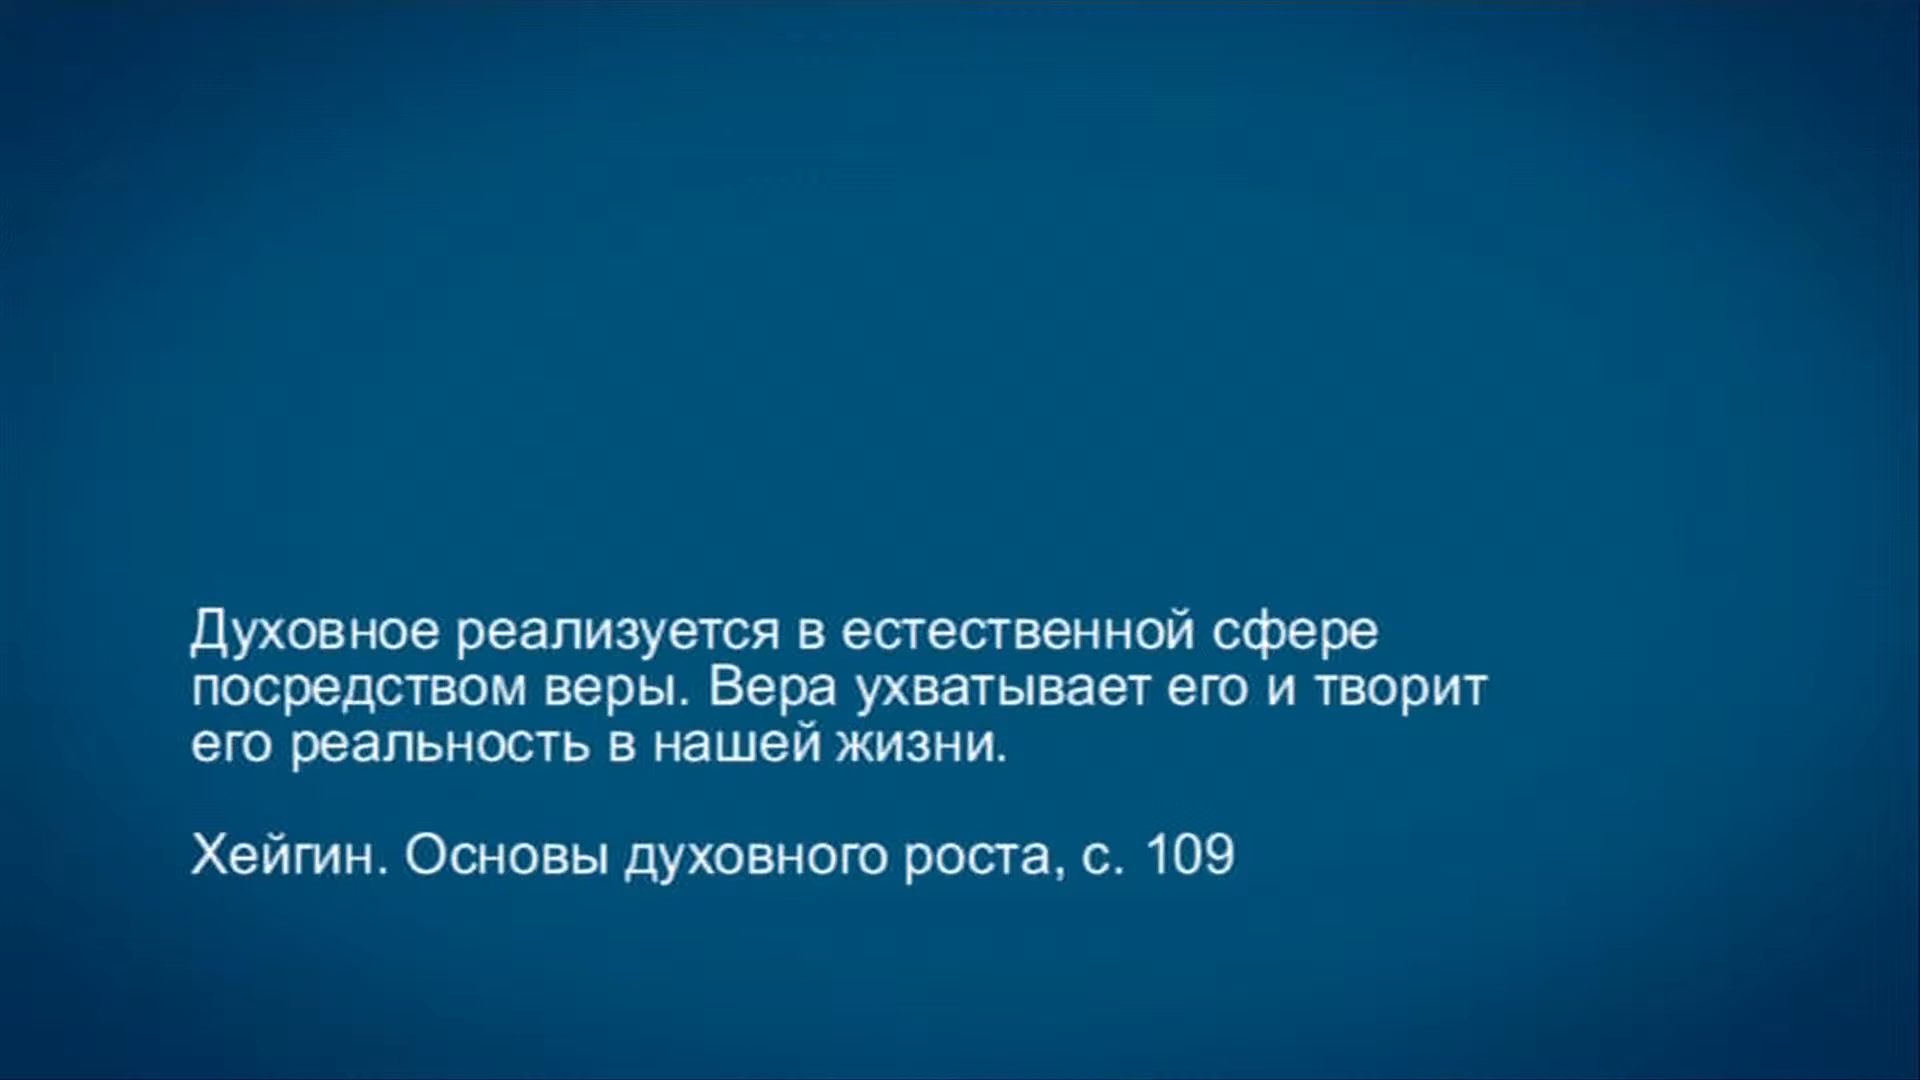 Духовное реализуется в естественной сфере
посредством веры. Вера ухватывает его и творит
его реальность в нашей жизни.
Хейгин. Основы духовного роста, с. 109